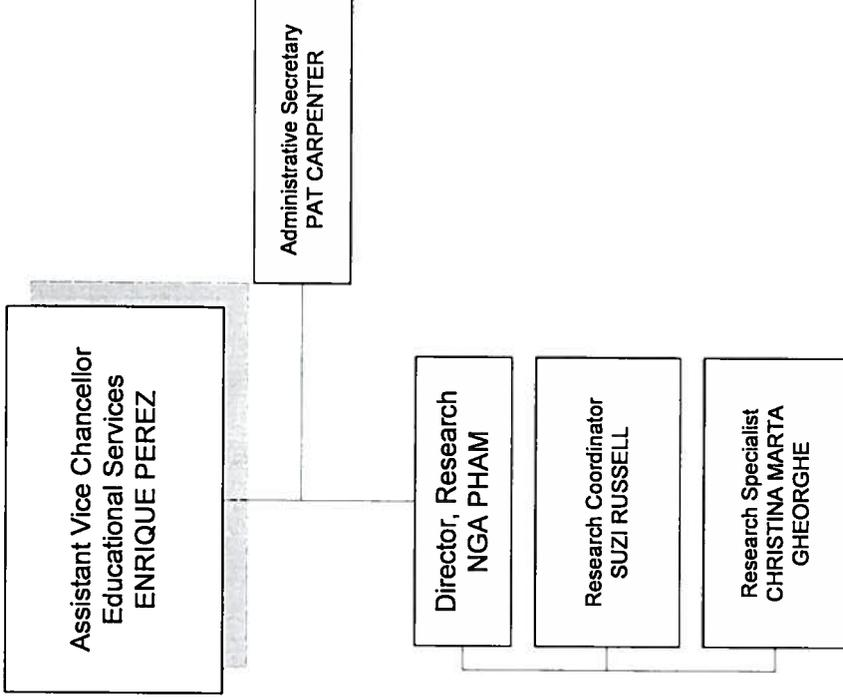 Assistant Vice Chancellor
Educational Services
ENRIQUE PEREZ
Administrative Secretary
PAT CARPENTER
Director, Research
NGA PHAM
Research Coordinator
SUZI RUSSELL
Research Specialist
CHRISTINA MARTA
GHEORGHE